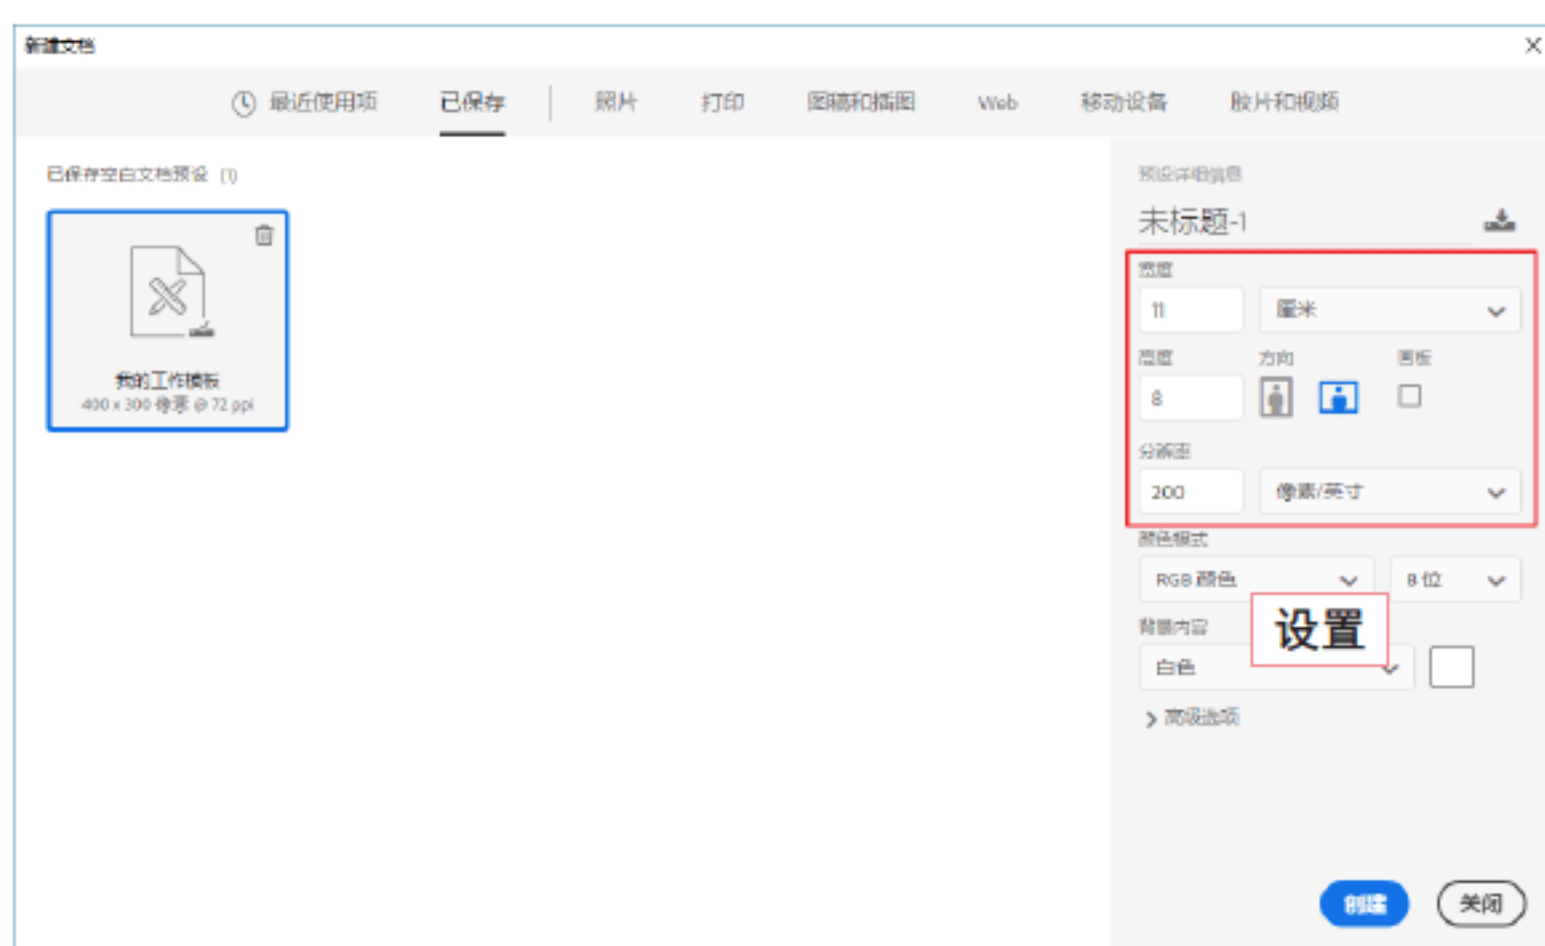 新建文档
最近使用项 已保存 照片 打印 图稿和插图 Web 移动设备 胶片和视频
已保存空白文档预设 (1)
我的工作模板
400 x 300 像素 @ 72 ppi
预设详细信息
未标题-1
宽度
11 厘米
高度 方向 画板
8
分辨率
200 像素/英寸
颜色模式
RGB 颜色 8 位
背景内容
设置
白色
高级选项
创建 关闭